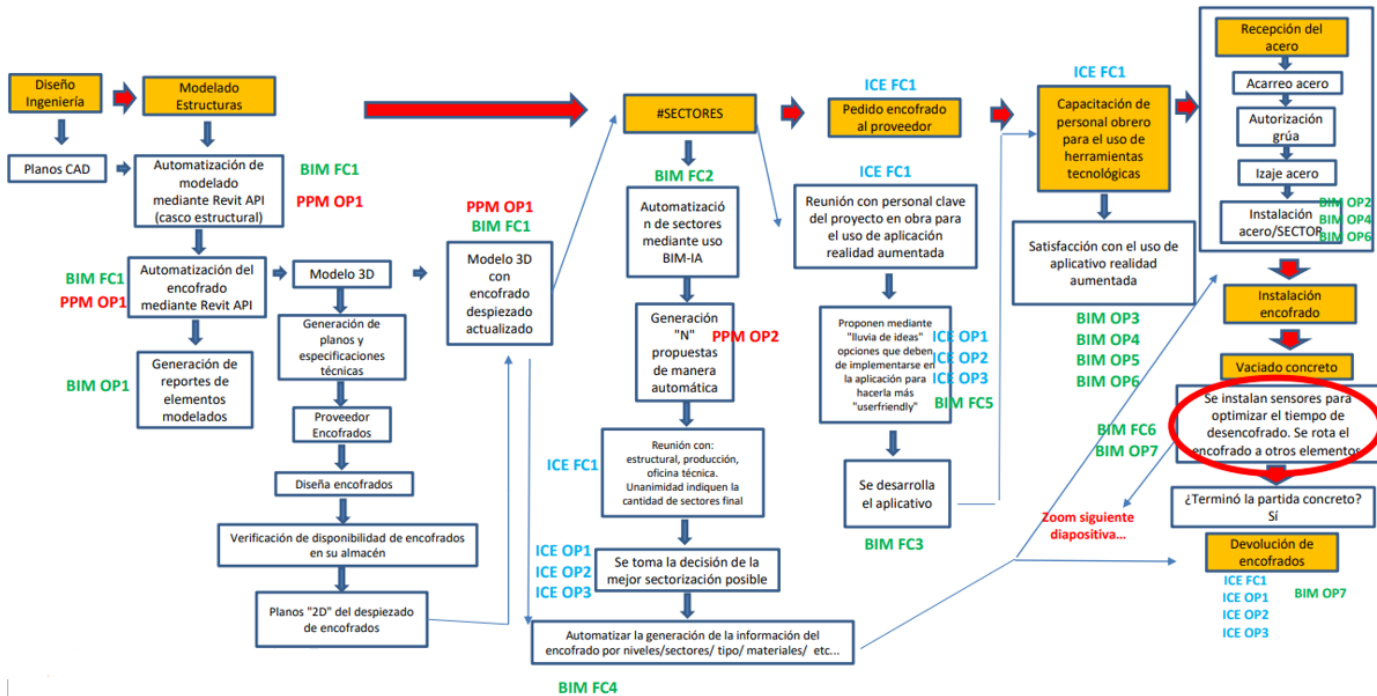 Diseño
Ingeniería
Planos CAD
Modelado
Estructuras
Automatización de
modelado
mediante Revit API
(casco estructural)
BIM FC1
PPM OP1
BIM FC1
PPM OP1
Automatización del
encofrado
mediante Revit API
BIM OP1
Generación de
reportes de
elementos
modelados
Modelo 3D
Generación de
planos y
especificaciones
técnicas
Proveedor
Encofrados
Diseña encofrados
Verificación de disponibilidad de encofrados
en su almacén
Planos "2D" del despiezado
de encofrados
PPM OP1
BIM FC1
Modelo 3D
con
encofrado
despiezado
actualizado
#SECTORES
BIM FC2
Automatizació
n de sectores
mediante uso
BIM-IA
Generación
"N"
propuestas
de manera
automática
PPM OP2
ICE FC1
Reunión con:
estructural, producción,
oficina técnica.
Unanimidad indiquen la
cantidad de sectores final
ICE OP1
ICE OP2
ICE OP3
Se toma la decisión de la
mejor sectorización posible
Automatizar la generación de la información del
encofrado por niveles/sectores/ tipo/ materiales/ etc...
BIM FC4
ICE FC1
Pedido encofrado
al proveedor
ICE FC1
Reunión con personal
clave del proyecto en
obra para el uso de
aplicación realidad
aumentada
Proponen mediante
"lluvia de ideas"
opciones que deben
de implementarse en
la aplicación para
hacerla más
"userfriendly"
ICE OP1
ICE OP2
ICE OP3
BIM FC5
Se desarrolla
el aplicativo
BIM FC3
ICE FC1
Capacitación de
personal obrero
para el uso de
herramientas
tecnológicas
Satisfacción con el uso de
aplicativo realidad
aumentada
BIM OP3
BIM OP4
BIM OP5
BIM OP6
Recepción del
acero
Acarreo acero
Autorización
grúa
Izaje acero
Instalación
acero/SECTOR
BIM OP2
BIM OP4
BIM OP6
Instalación
encofrado
Vaciado concreto
Se instalan sensores para
optimizar el tiempo de
desencofrado. Se rota el
encofrado a otros elementos
BIM FC6
BIM OP7
Zoom siguiente
diapositiva...
¿Terminó la partida concreto?
Sí
Devolución de
encofrados
ICE FC1
ICE OP1
ICE OP2
ICE OP3
BIM OP7